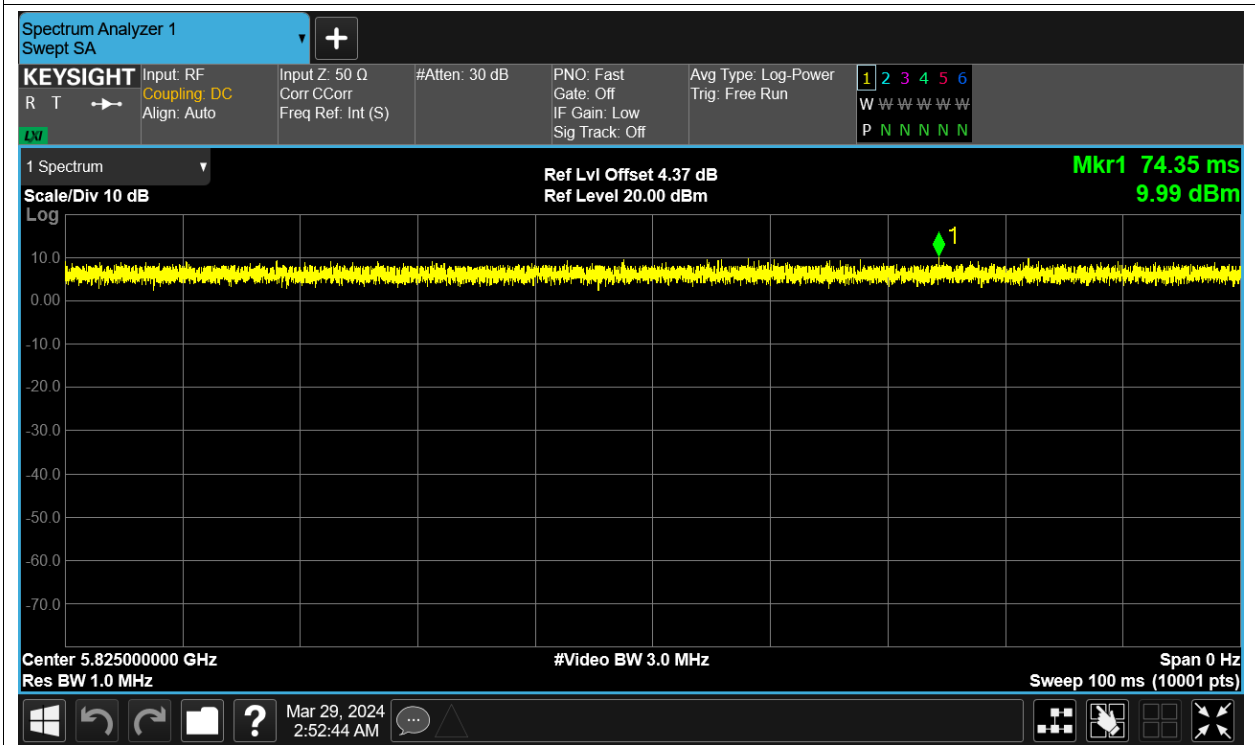 Spectrum Analyzer 1
Swept SA
KEYSIGHT
R T
LXI
Input: RF
Coupling: DC
Align: Auto
Input Z: 50 Ω
Corr CCorr
Freq Ref: Int (S)
#Atten: 30 dB
PNO: Fast
Gate: Off
IF Gain: Low
Sig Track: Off
Avg Type: Log-Power
Trig: Free Run
1 2 3 4 5 6
W W W W W W
P N N N N N
1 Spectrum
Scale/Div 10 dB
Ref Lvl Offset 4.37 dB
Ref Level 20.00 dBm
Mkr1 74.35 ms
9.99 dBm
Log
1
10.0
0.00
-10.0
-20.0
-30.0
-40.0
-50.0
-60.0
-70.0
Center 5.825000000 GHz
Res BW 1.0 MHz
#Video BW 3.0 MHz
Span 0 Hz
Sweep 100 ms (10001 pts)
?
Mar 29, 2024
2:52:44 AM